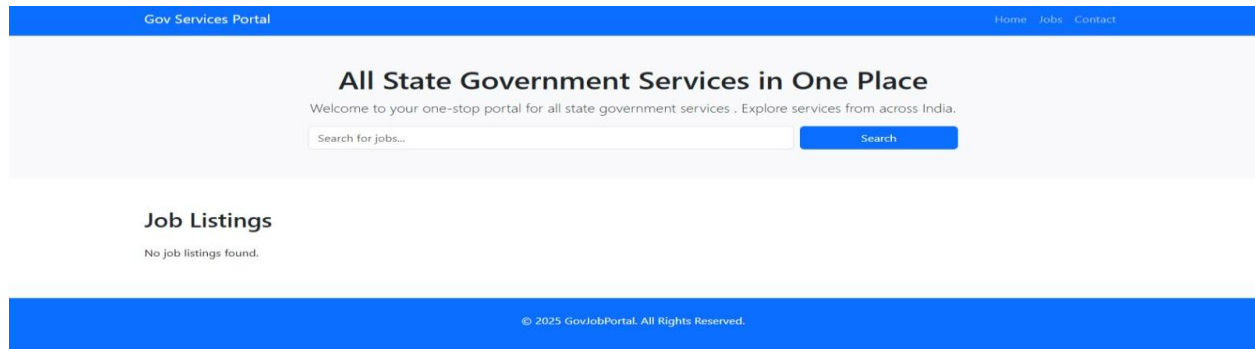 Gov Services Portal
Home Jobs Contact
All State Government Services in One Place
Welcome to your one-stop portal for all state government services . Explore services from across India.
Search for jobs...
Search
Job Listings
No job listings found.
© 2025 GovJobPortal. All Rights Reserved.